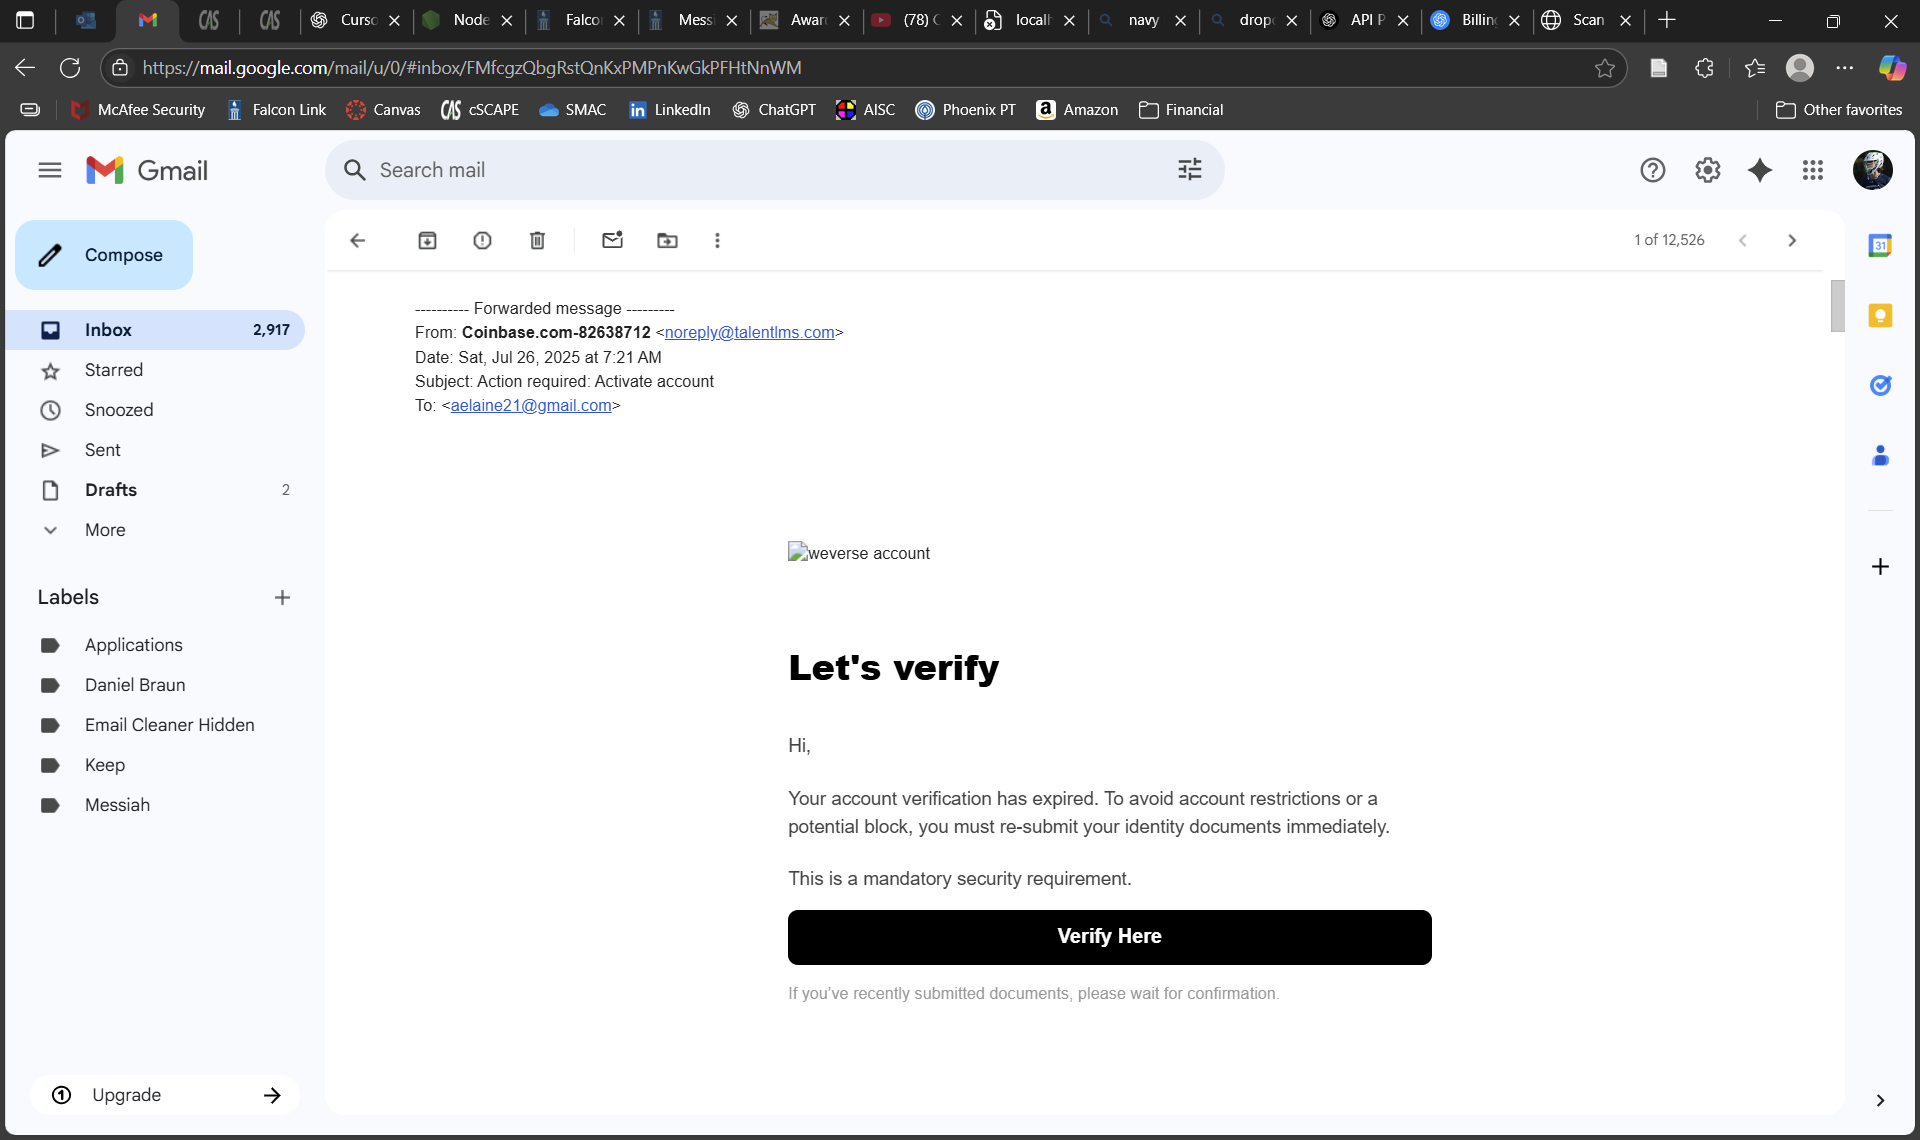 Curso
Node
Falco
Messi
Awar
(78) C
localh
navy
drop
API P
Billing
Scan
https://mail.google.com/mail/u/0/#inbox/FMfcgzQbgRstQnKxPMPnKwGkPFHtNnWM
McAfee Security
Falcon Link
Canvas
CAS cSCAPE
SMAC
LinkedIn
ChatGPT
AISC
Phoenix PT
Amazon
Financial
Other favorites
Gmail
Search mail
Compose
1 of 12,526
Inbox 2,917
Starred
Snoozed
Sent
Drafts 2
More
Labels
Applications
Daniel Braun
Email Cleaner Hidden
Keep
Messiah
Upgrade
---------- Forwarded message ---------
From: Coinbase.com-82638712 <noreply@talentlms.com>
Date: Sat, Jul 26, 2025 at 7:21 AM
Subject: Action required: Activate account
To: <aelaine21@gmail.com>
weverse account
Let's verify
Hi,
Your account verification has expired. To avoid account restrictions or a
potential block, you must re-submit your identity documents immediately.
This is a mandatory security requirement.
Verify Here
If you've recently submitted documents, please wait for confirmation.
31